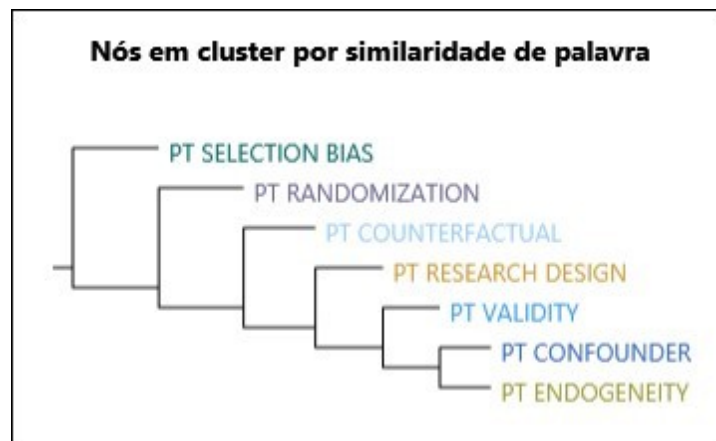 Nós em cluster por similaridade de palavra
PT SELECTION BIAS
PT RANDOMIZATION
PT COUNTERFACTUAL
PT RESEARCH DESIGN
PT VALIDITY
PT CONFOUNDER
PT ENDOGENEITY